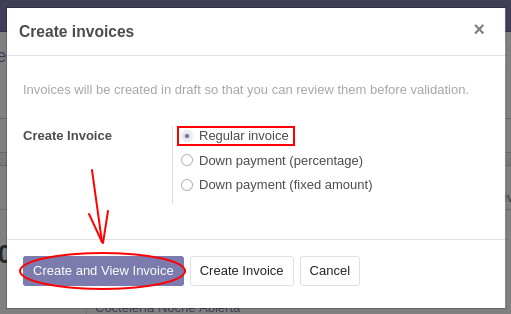 Create invoices ×
Invoices will be created in draft so that you can review them before validation.
Create Invoice
Regular invoice
Down payment (percentage)
Down payment (fixed amount)
Create and View Invoice Create Invoice Cancel
Coctelería Noche Abierta